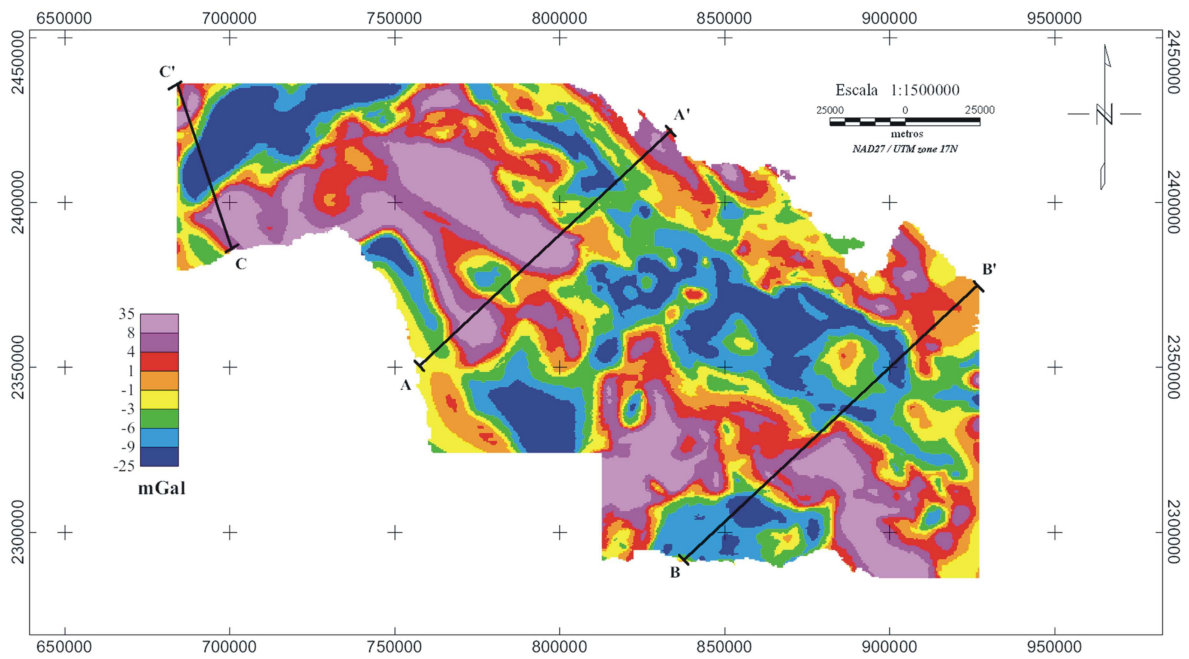 650000 700000 750000 800000 850000 900000 950000
2450000 2450000
C'
A'
Escala 1:1500000
25000 0 25000
metros
NAD27 / UTM zone 17N
N
2400000 2400000
C
B'
35
8
4
1
-1
-3
-6
-9
-25
mGal
2350000 2350000
A
2300000 2300000
B
650000 700000 750000 800000 850000 900000 950000